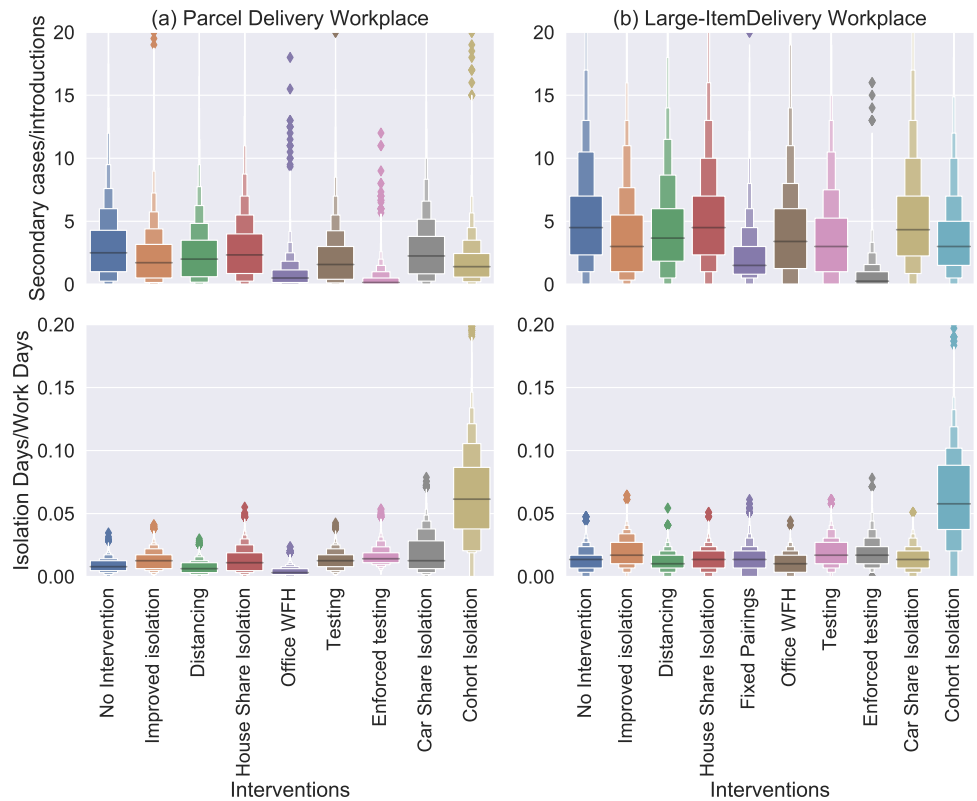 (a) Parcel Delivery Workplace
(b) Large-ItemDelivery Workplace
Secondary cases/introductions
20
15
10
5
0
20
15
10
5
0
Isolation Days/Work Days
0.20
0.15
0.10
0.05
0.00
0.20
0.15
0.10
0.05
0.00
No Intervention
Improved isolation
Distancing
House Share Isolation
Office WFH
Testing
Enforced testing
Car Share Isolation
Cohort Isolation
No Intervention
Improved isolation
Distancing
House Share Isolation
Fixed Pairings
Office WFH
Testing
Enforced testing
Car Share Isolation
Cohort Isolation
Interventions
Interventions